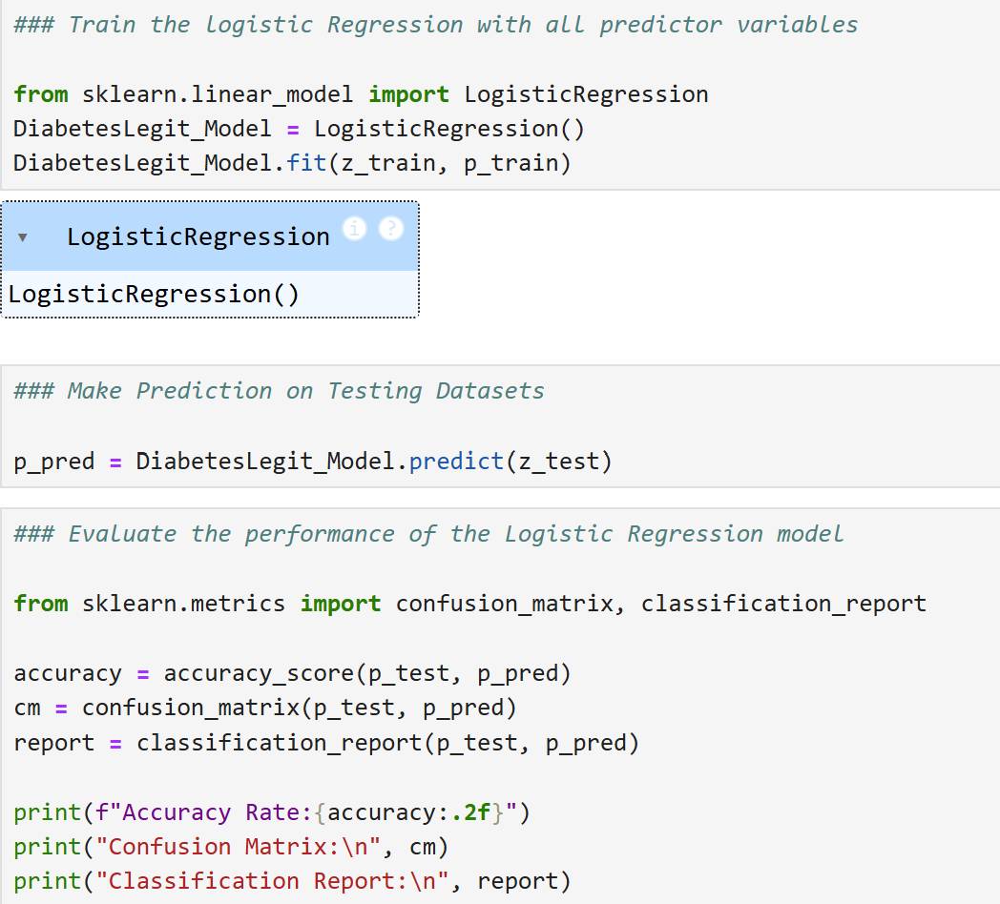 ### Train the logistic Regression with all predictor variables
from sklearn.linear_model import LogisticRegression
DiabetesLegit_Model = LogisticRegression()
DiabetesLegit_Model.fit(z_train, p_train)
▾ LogisticRegression i ?
LogisticRegression()
### Make Prediction on Testing Datasets
p_pred = DiabetesLegit_Model.predict(z_test)
### Evaluate the performance of the Logistic Regression model
from sklearn.metrics import confusion_matrix, classification_report
accuracy = accuracy_score(p_test, p_pred)
cm = confusion_matrix(p_test, p_pred)
report = classification_report(p_test, p_pred)
print(f"Accuracy Rate:{accuracy:.2f}")
print("Confusion Matrix:\n", cm)
print("Classification Report:\n", report)